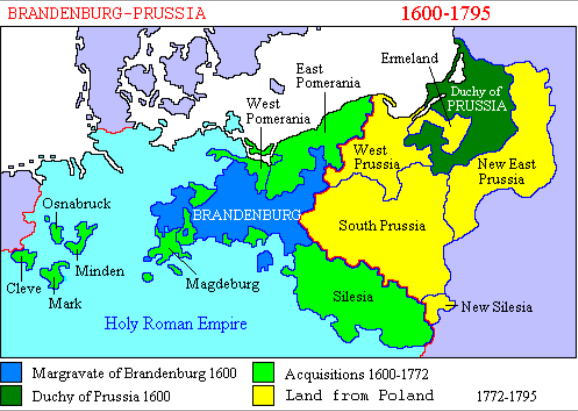 BRANDENBURG-PRUSSIA 1600-1795
East
Pomerania
Ermeland
West
Pomerania
Duchy of
PRUSSIA
West
Prussia
New East
Prussia
Osnabruck
BRANDENBURG
South Prussia
Minden
Cleve
Magdeburg
Mark
Silesia
New Silesia
Holy Roman Empire
Margravate of Brandenburg 1600
Acquisitions 1600-1772
Duchy of Prussia 1600
Land from Poland 1772-1795